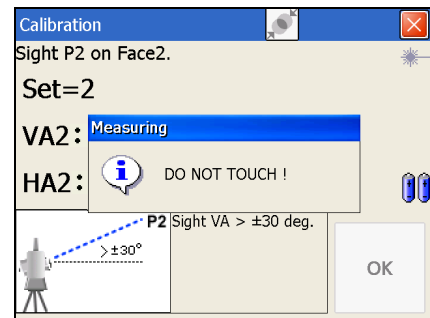 Calibration
Sight P2 on Face2.
Set=2
VA2:
Measuring
DO NOT TOUCH !
HA2:
P2
Sight VA > ±30 deg.
>±30°
OK